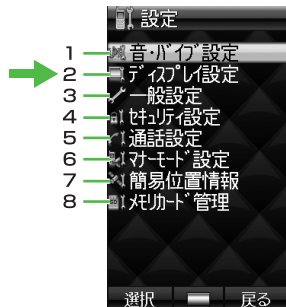 設定
1 音・ﾊﾞｲﾌﾞ設定
2 ﾃﾞｨｽﾌﾟﾚｲ設定
3 一般設定
4 ｾｷｭﾘﾃｨ設定
5 通話設定
6 ﾏﾅｰﾓｰﾄﾞ設定
7 簡易位置情報
8 ﾒﾓﾘｶｰﾄﾞ管理
選択 戻る